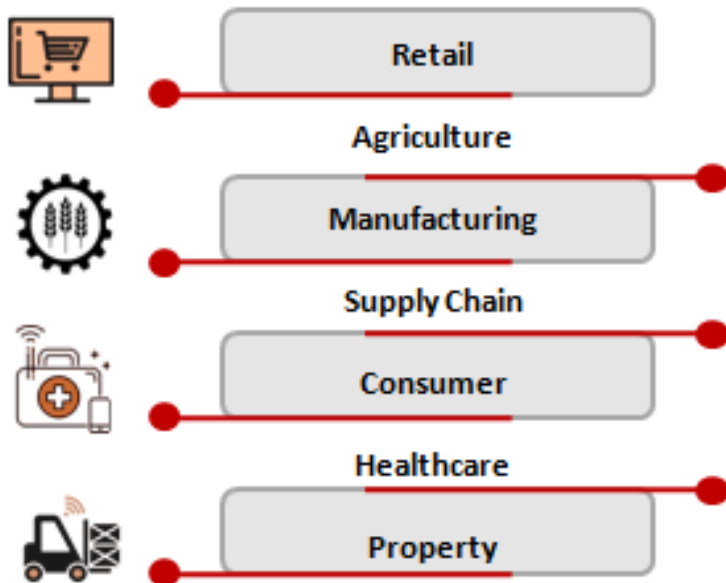 Retail
Agriculture
Manufacturing
Supply Chain
Consumer
Healthcare
Property